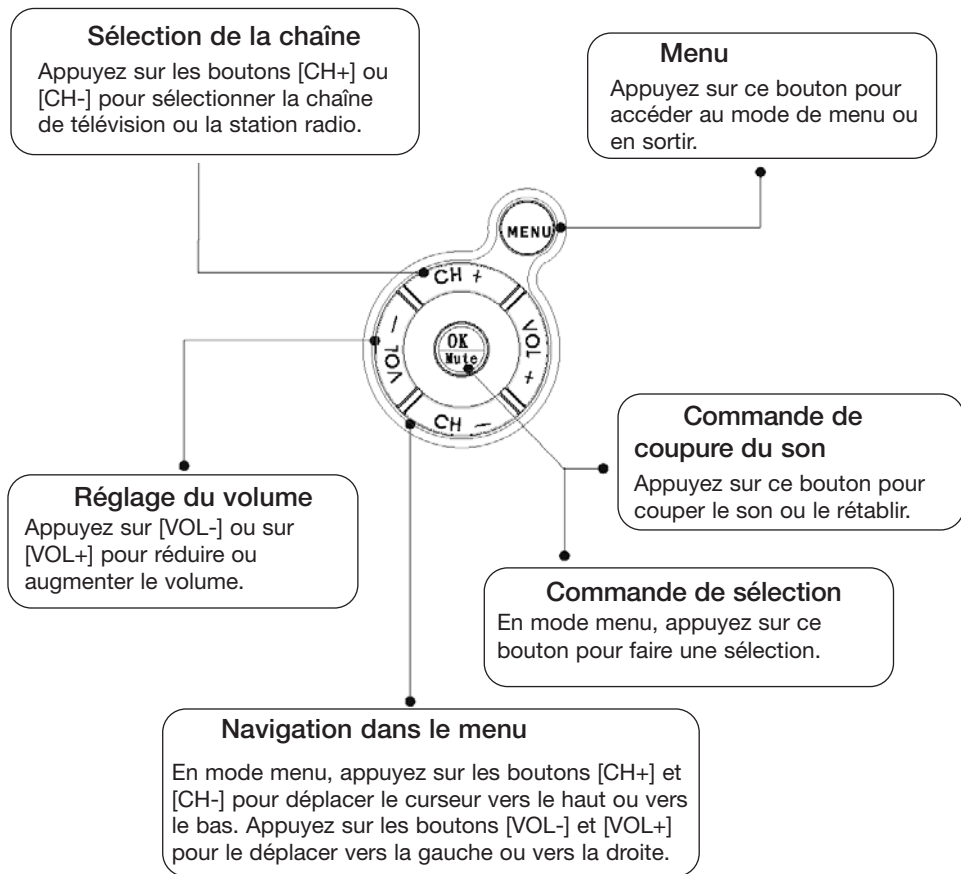 Sélection de la chaîne
Appuyez sur les boutons [CH+] ou
[CH-] pour sélectionner la chaîne
de télévision ou la station radio.
Menu
Appuyez sur ce bouton pour
accéder au mode de menu ou
en sortir.
MENU
CH +
VOL -
OK
Mute
VOL +
CH -
Commande de
coupure du son
Appuyez sur ce bouton pour
couper le son ou le rétablir.
Réglage du volume
Appuyez sur [VOL-] ou sur
[VOL+] pour réduire ou
augmenter le volume.
Commande de sélection
En mode menu, appuyez sur ce
bouton pour faire une sélection.
Navigation dans le menu
En mode menu, appuyez sur les boutons [CH+] et
[CH-] pour déplacer le curseur vers le haut ou vers
le bas. Appuyez sur les boutons [VOL-] et [VOL+]
pour le déplacer vers la gauche ou vers la droite.